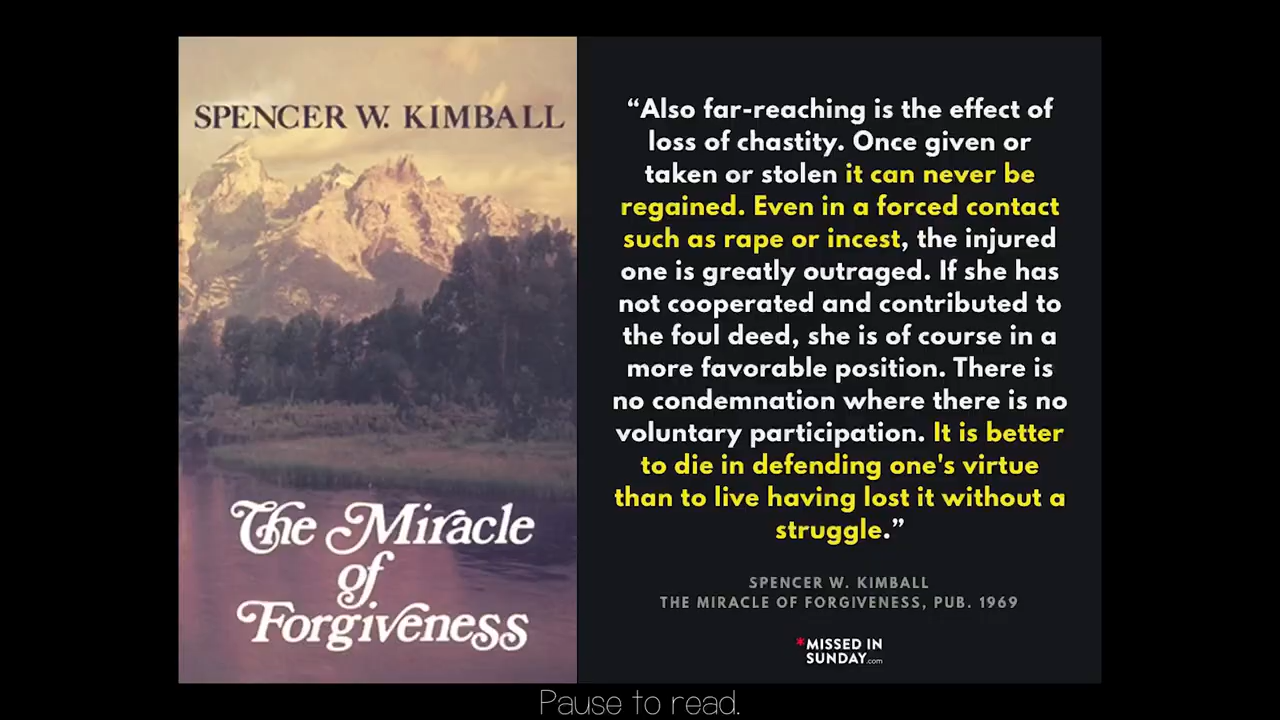 SPENCER W. KIMBALL
The Miracle
of
Forgiveness
“Also far-reaching is the effect of
loss of chastity. Once given or
taken or stolen it can never be
regained. Even in a forced contact
such as rape or incest, the injured
one is greatly outraged. If she has
not cooperated and contributed to
the foul deed, she is of course in a
more favorable position. There is
no condemnation where there is no
voluntary participation. It is better
to die in defending one's virtue
than to live having lost it without a
struggle.”
SPENCER W. KIMBALL
THE MIRACLE OF FORGIVENESS, PUB. 1969
*MISSED IN
SUNDAY.com
Pause to read.